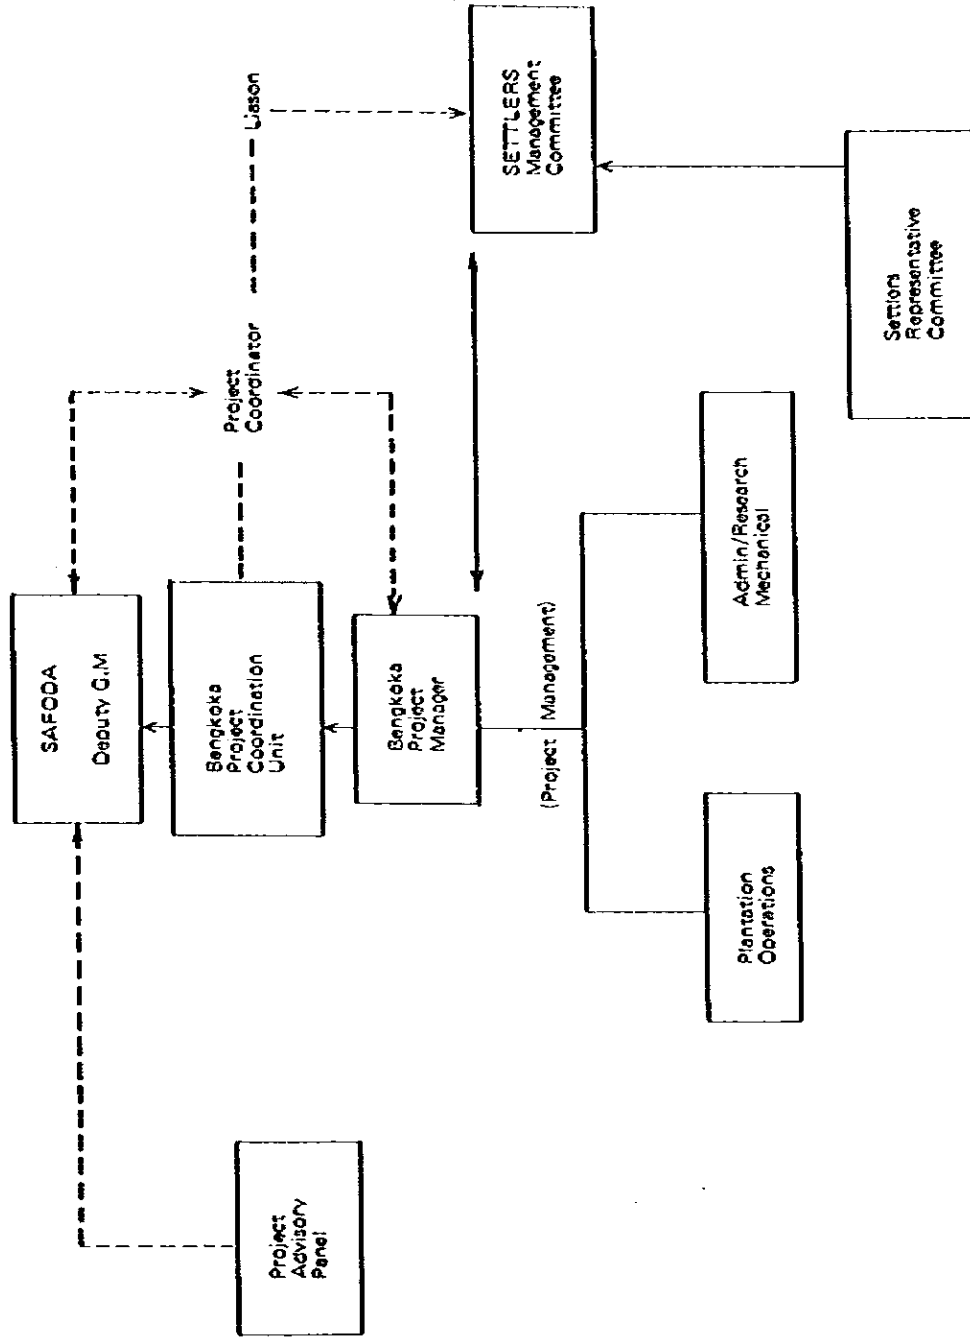 SAFODA
Deputy G.M
Bengkoka
Project
Coordination
Unit
Bengkoka
Project
Manager
Project
Coordinator
Liason
SETTLERS
Management
Committee
(Project Management)
Project
Advisory
Panel
Plantation
Operations
Admin/Research
Mechanical
Settlors
Representative
Committee